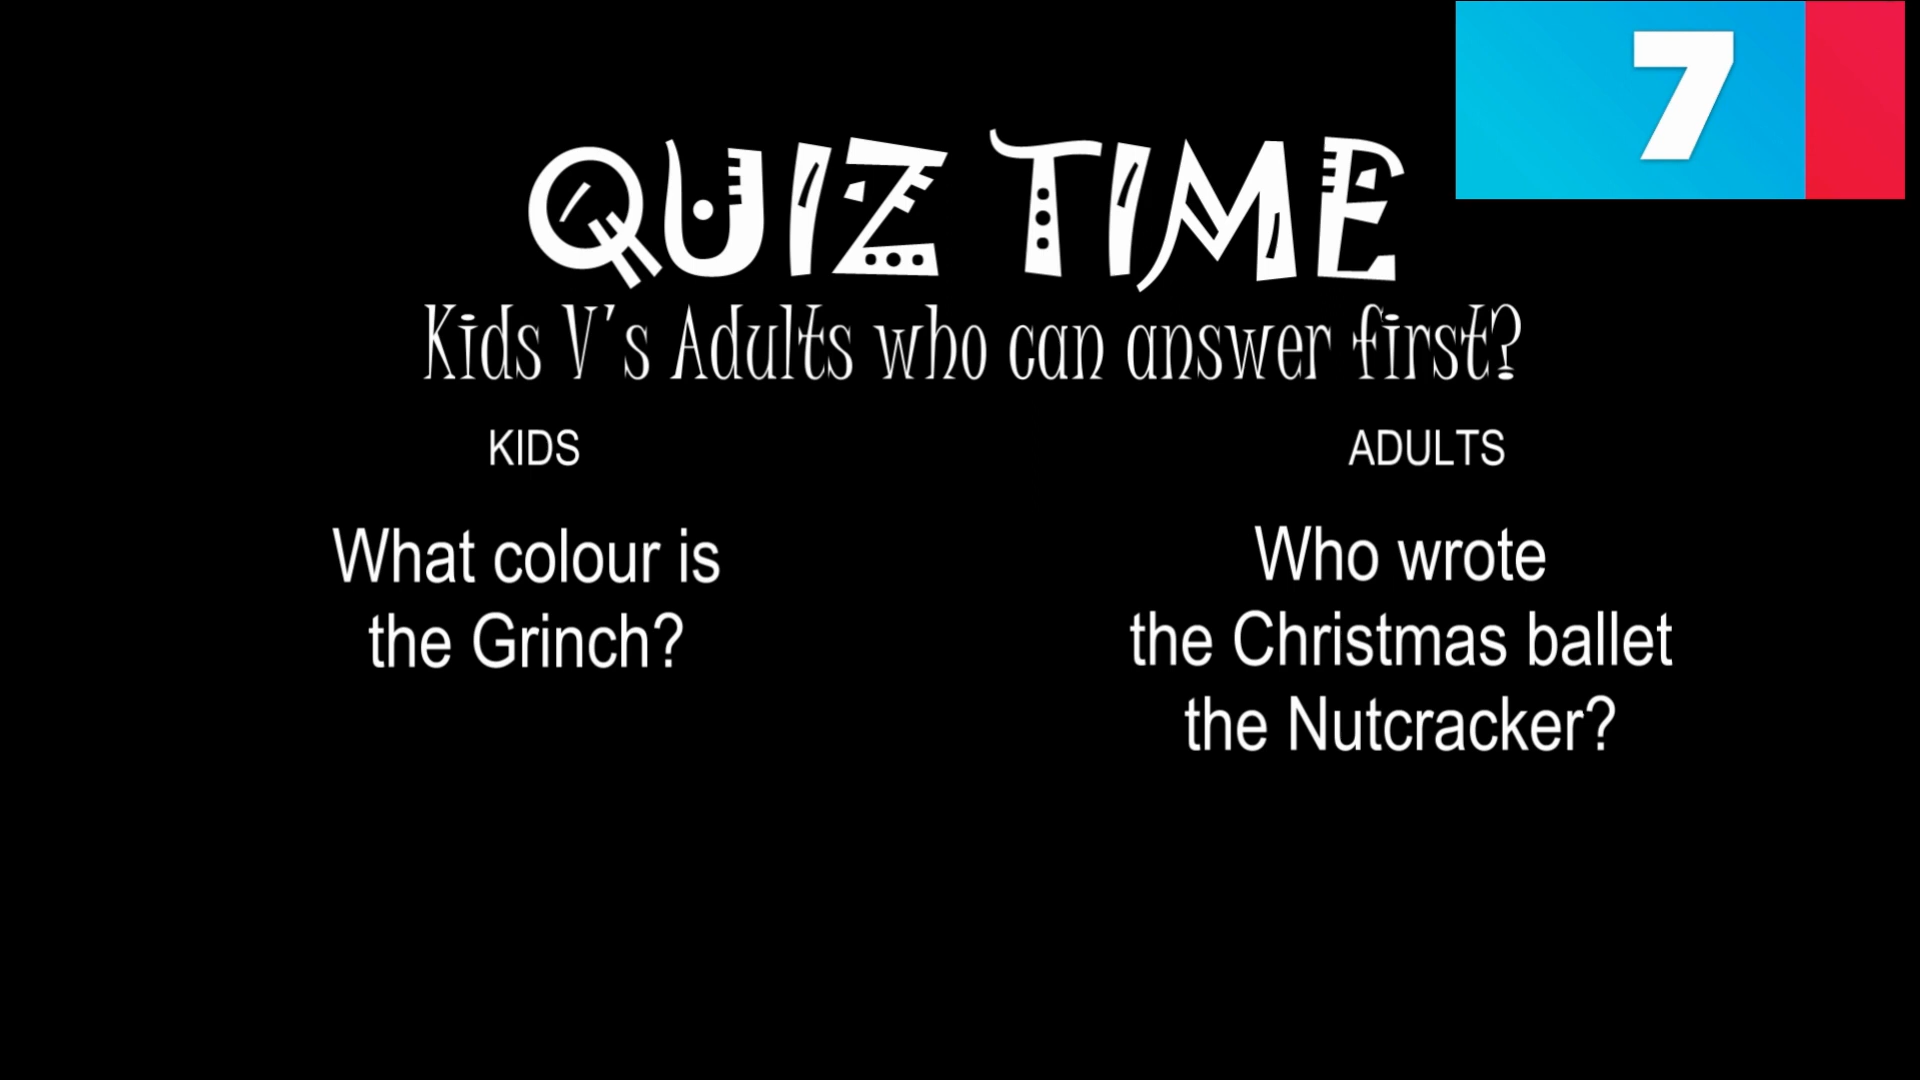 7
QUIZ TIME
Kids V's Adults who can answer first?
KIDS
ADULTS
What colour is
the Grinch?
Who wrote
the Christmas ballet
the Nutcracker?